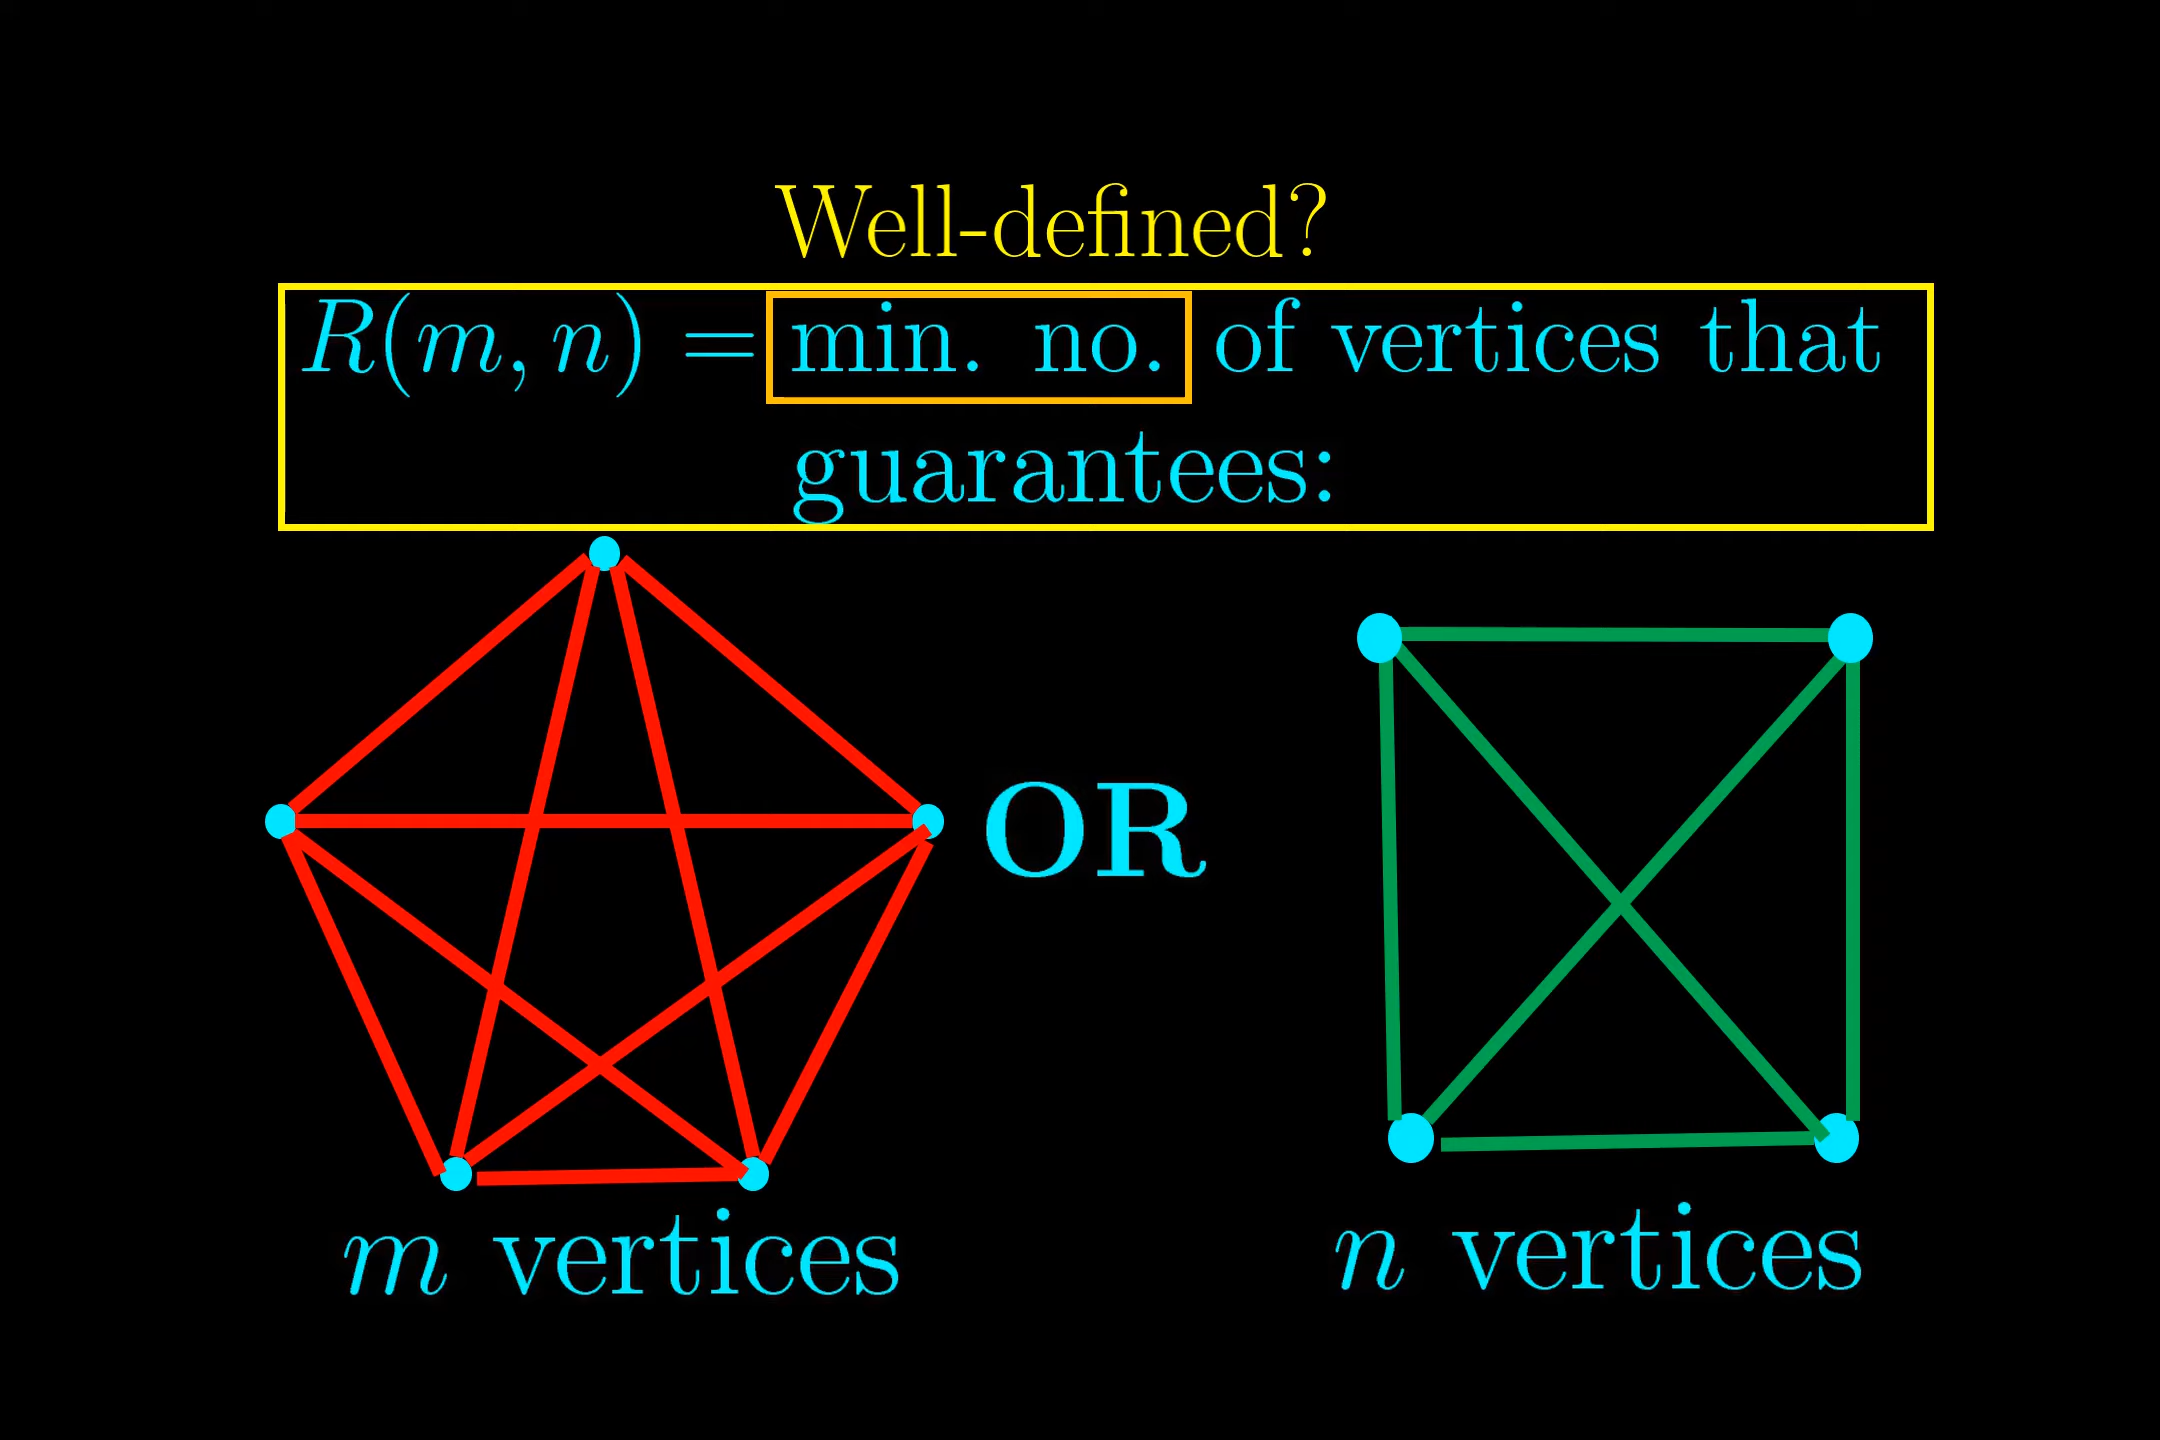 Well-defined?
R(m, n) = min. no. of vertices that
guarantees:
OR
m vertices
n vertices